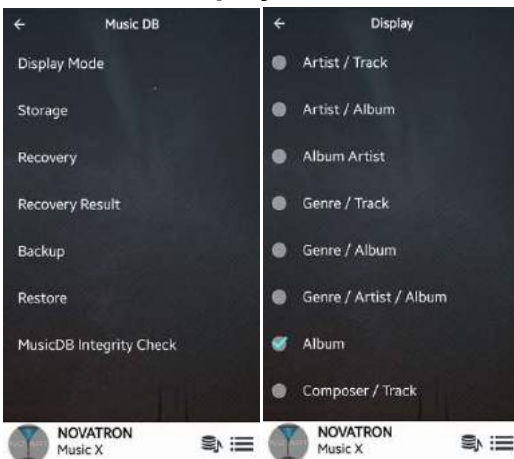 Music DB
Display Mode
Storage
Recovery
Recovery Result
Backup
Restore
MusicDB Integrity Check
NOVATRON
Music X
Display
Artist / Track
Artist / Album
Album Artist
Genre / Track
Genre / Album
Genre / Artist / Album
Album
Composer / Track
NOVATRON
Music X